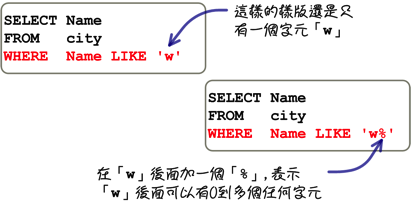 SELECT Name
FROM city
WHERE Name LIKE 'w'
這樣的樣版還是只
有一個字元「w」
SELECT Name
FROM city
WHERE Name LIKE 'w%'
在「w」後面加一個「%」,表示
「w」後面可以有0到多個任何字元